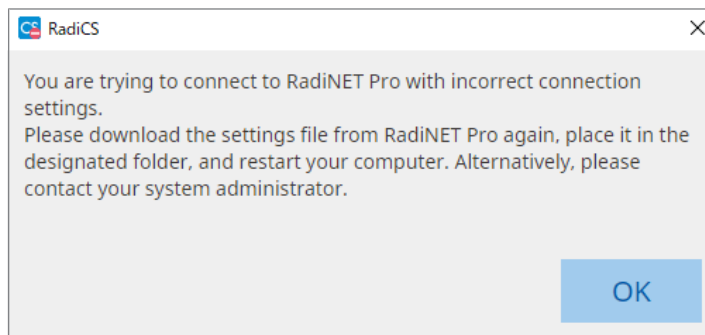 RadiCS
You are trying to connect to RadiNET Pro with incorrect connection
settings.
Please download the settings file from RadiNET Pro again, place it in the
designated folder, and restart your computer. Alternatively, please
contact your system administrator.
OK